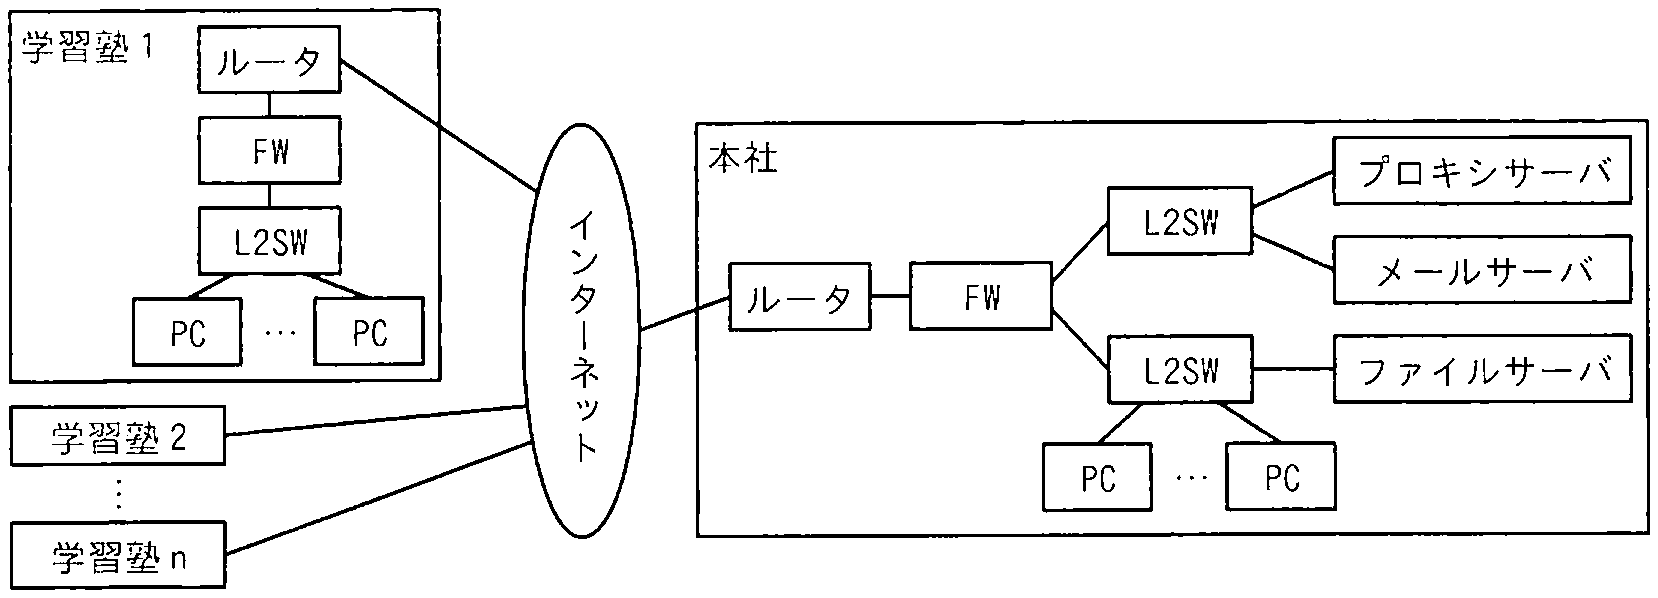 学習塾1
ルータ
FW
L2SW
PC
…
PC
学習塾2
⋮
学習塾n
インターネット
本社
ルータ
FW
L2SW
プロキシサーバ
メールサーバ
L2SW
ファイルサーバ
PC
…
PC